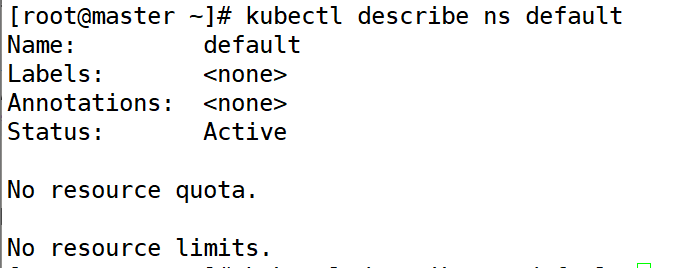 [root@master ~]# kubectl describe ns default
Name:         default
Labels:       <none>
Annotations:  <none>
Status:       Active

No resource quota.

No resource limits.